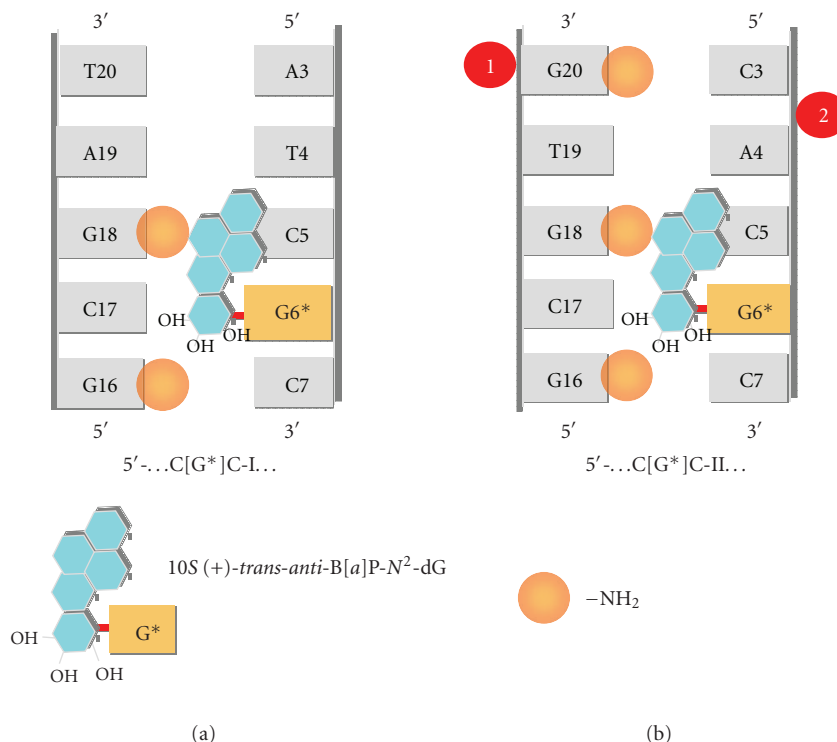 3′ 5′
T20 A3
A19 T4
G18 C5
C17 G6*
OH OH
OH
G16 C7
5′ 3′
5′-...C[G*]C-I...
3′ 5′
1 G20 C3
2
T19 A4
G18 C5
C17 G6*
OH OH
OH
G16 C7
5′ 3′
5′-...C[G*]C-II...
10S (+)-trans-anti-B[a]P-N²-dG
G*
OH
OH OH
−NH₂
(a) (b)